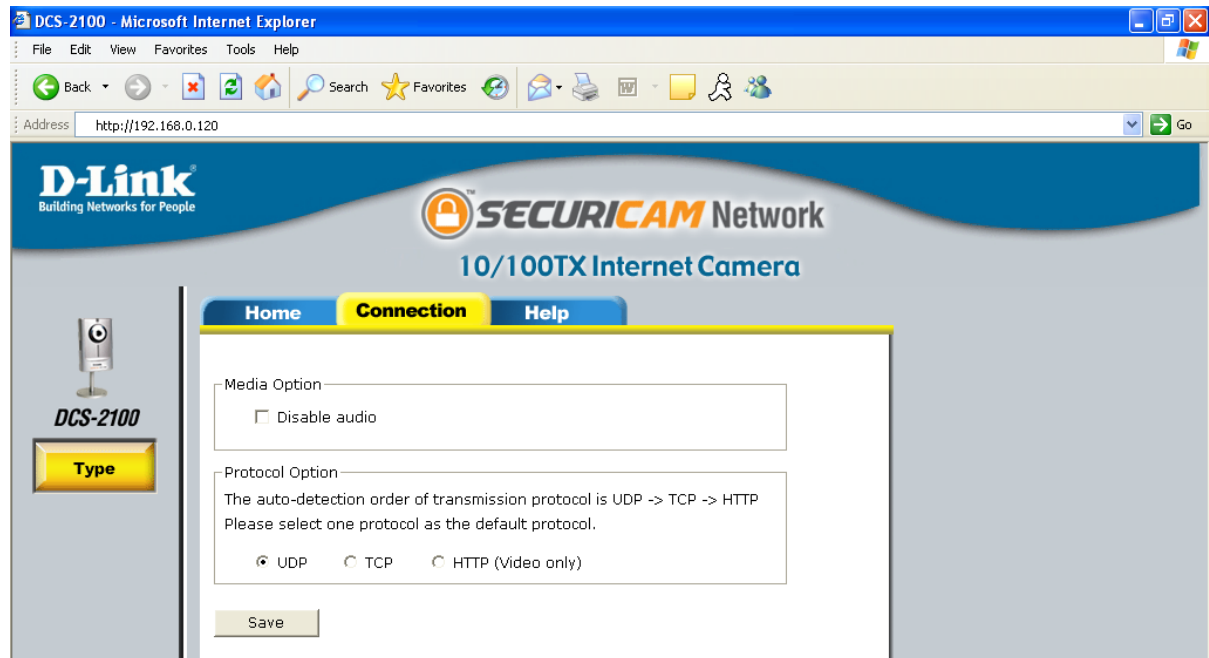 DCS-2100 - Microsoft Internet Explorer
File Edit View Favorites Tools Help
Back Search Favorites
Address http://192.168.0.120 Go
D-Link
Building Networks for People
SECURICAM Network
TM
10/100TX Internet Camera
Home Connection Help
DCS-2100
Type
Media Option
Disable audio
Protocol Option
The auto-detection order of transmission protocol is UDP -> TCP -> HTTP
Please select one protocol as the default protocol.
UDP TCP HTTP (Video only)
Save